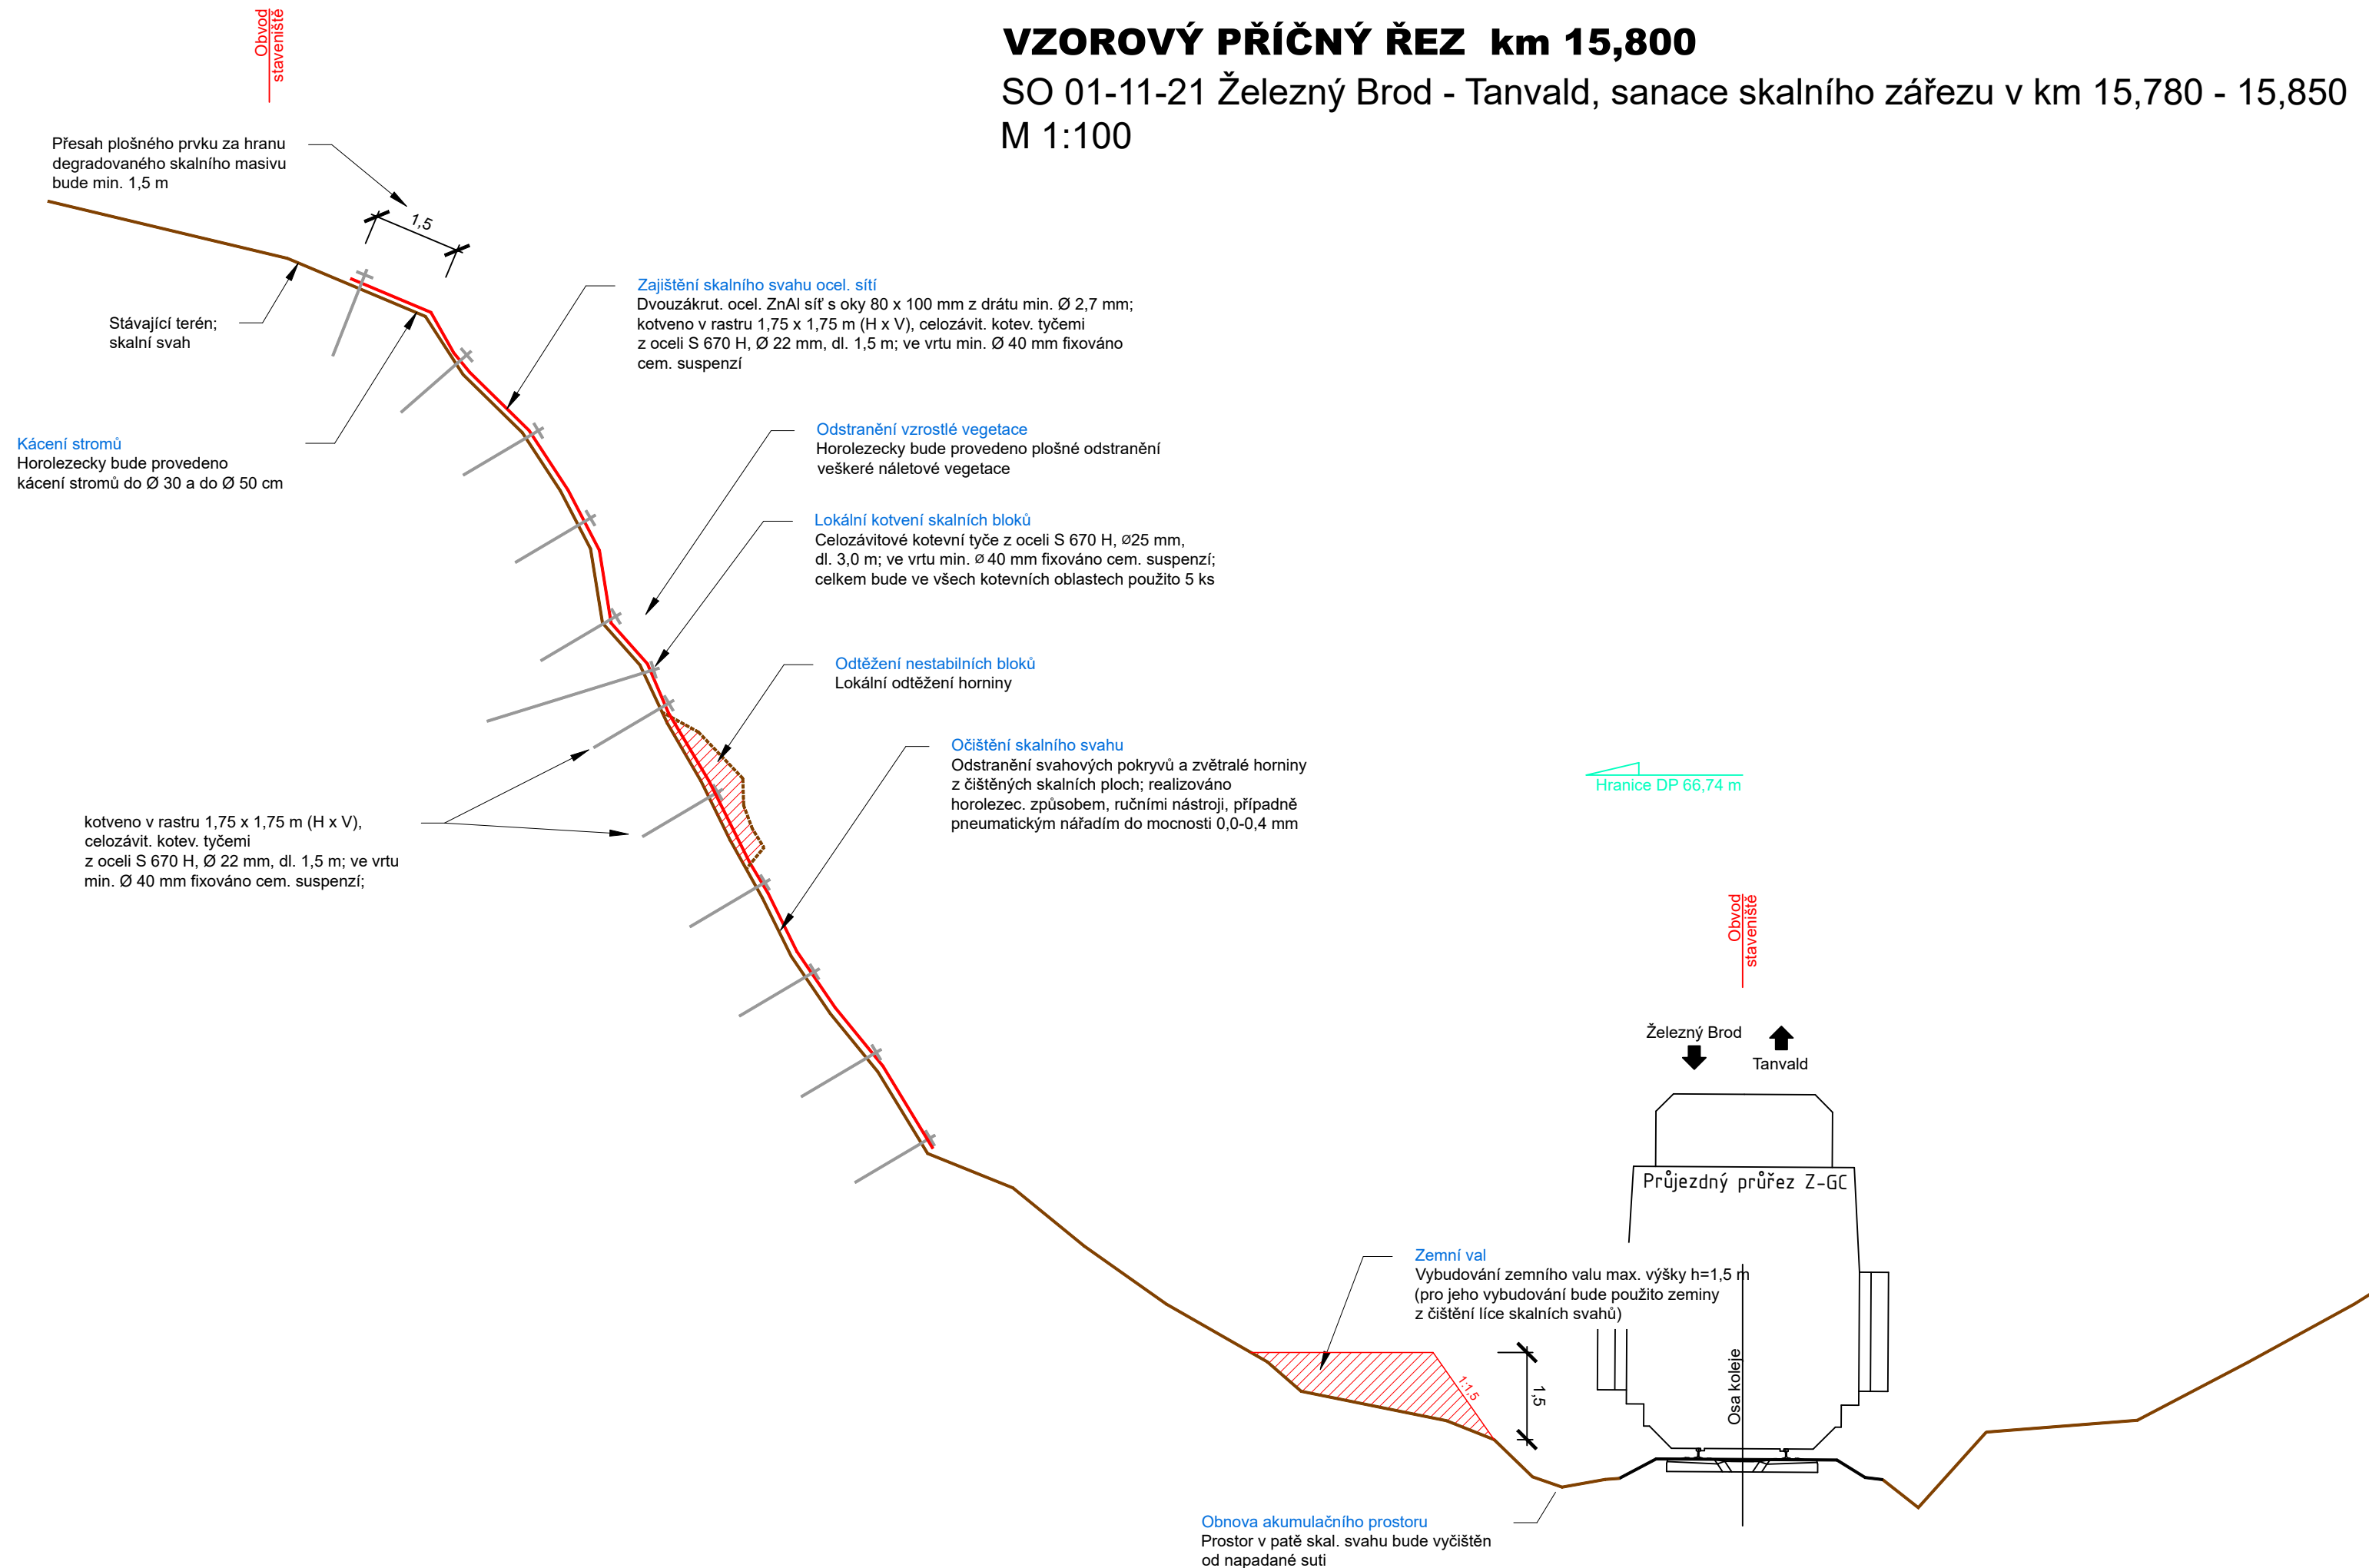 Obvod
staveniště
VZOROVÝ PŘÍČNÝ ŘEZ km 15,800
SO 01-11-21 Železný Brod - Tanvald, sanace skalního zářezu v km 15,780 - 15,850
M 1:100
Přesah plošného prvku za hranu
degradovaného skalního masivu
bude min. 1,5 m
1,5
Stávající terén;
skalní svah
Zajištění skalního svahu ocel. sítí
Dvouzákrut. ocel. ZnAl síť s oky 80 x 100 mm z drátu min. Ø 2,7 mm;
kotveno v rastru 1,75 x 1,75 m (H x V), celozávit. kotev. tyčemi
z oceli S 670 H, Ø 22 mm, dl. 1,5 m; ve vrtu min. Ø 40 mm fixováno
cem. suspenzí
Kácení stromů
Horolezecky bude provedeno
kácení stromů do Ø 30 a do Ø 50 cm
Odstranění vzrostlé vegetace
Horolezecky bude provedeno plošné odstranění
veškeré náletové vegetace
Lokální kotvení skalních bloků
Celozávitové kotevní tyče z oceli S 670 H, Ø25 mm,
dl. 3,0 m; ve vrtu min. Ø 40 mm fixováno cem. suspenzí;
celkem bude ve všech kotevních oblastech použito 5 ks
Odtěžení nestabilních bloků
Lokální odtěžení horniny
Očištění skalního svahu
Odstranění svahových pokryvů a zvětralé horniny
z čištěných skalních ploch; realizováno
horolezec. způsobem, ručními nástroji, případně
pneumatickým nářadím do mocnosti 0,0-0,4 mm
kotveno v rastru 1,75 x 1,75 m (H x V),
celozávit. kotev. tyčemi
z oceli S 670 H, Ø 22 mm, dl. 1,5 m; ve vrtu
min. Ø 40 mm fixováno cem. suspenzí;
Hranice DP 66,74 m
Obvod
staveniště
Železný Brod
Tanvald
Průjezdný průřez Z-GC
Zemní val
Vybudování zemního valu max. výšky h=1,5 m
(pro jeho vybudování bude použito zeminy
z čištění líce skalních svahů)
1:1,5
1,5
Osa koleje
Obnova akumulačního prostoru
Prostor v patě skal. svahu bude vyčištěn
od napadané suti